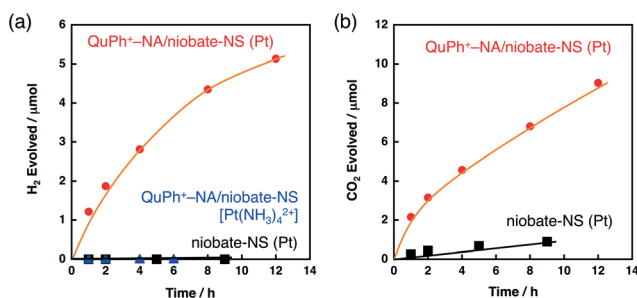 (a)
6
5
4
3
2
1
0
H₂ Evolved / μmol
QuPh⁺–NA/niobate-NS (Pt)
QuPh⁺–NA/niobate-NS
[Pt(NH₃)₄²⁺]
niobate-NS (Pt)
0 2 4 6 8 10 12 14
Time / h
(b)
12
10
8
6
4
2
0
CO₂ Evolved / μmol
QuPh⁺–NA/niobate-NS (Pt)
niobate-NS (Pt)
0 2 4 6 8 10 12 14
Time / h